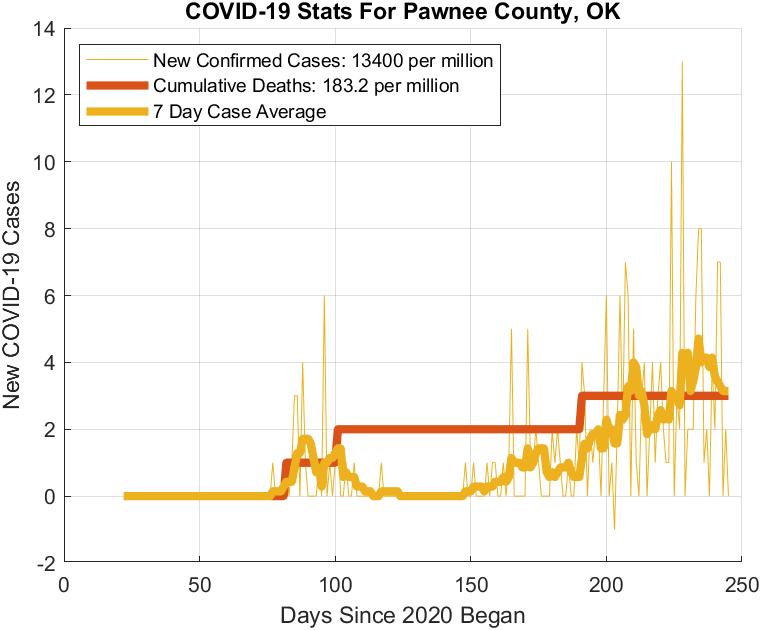 COVID-19 Stats For Pawnee County, OK
14
12
10
8
6
4
2
0
-2
New COVID-19 Cases
New Confirmed Cases: 13400 per million
Cumulative Deaths: 183.2 per million
7 Day Case Average
0 50 100 150 200 250
Days Since 2020 Began